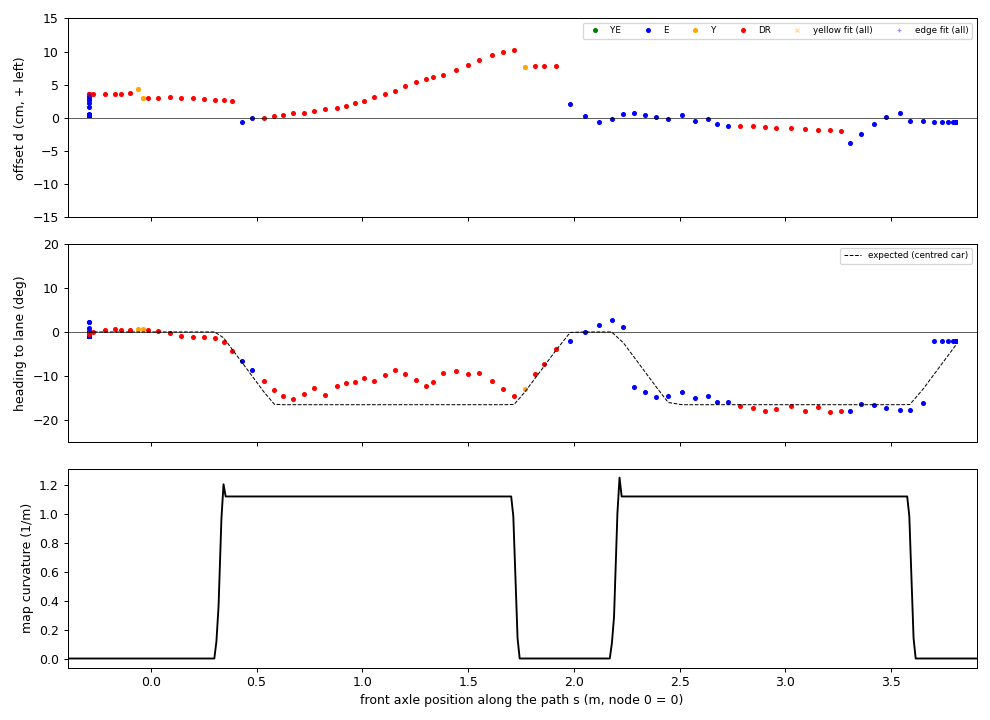 15
10
5
0
−5
−10
−15
offset d (cm, + left)
YE
E
Y
DR
yellow fit (all)
edge fit (all)
20
10
0
−10
−20
heading to lane (deg)
expected (centred car)
1.2
1.0
0.8
0.6
0.4
0.2
0.0
map curvature (1/m)
0.0 0.5 1.0 1.5 2.0 2.5 3.0 3.5
front axle position along the path s (m, node 0 = 0)